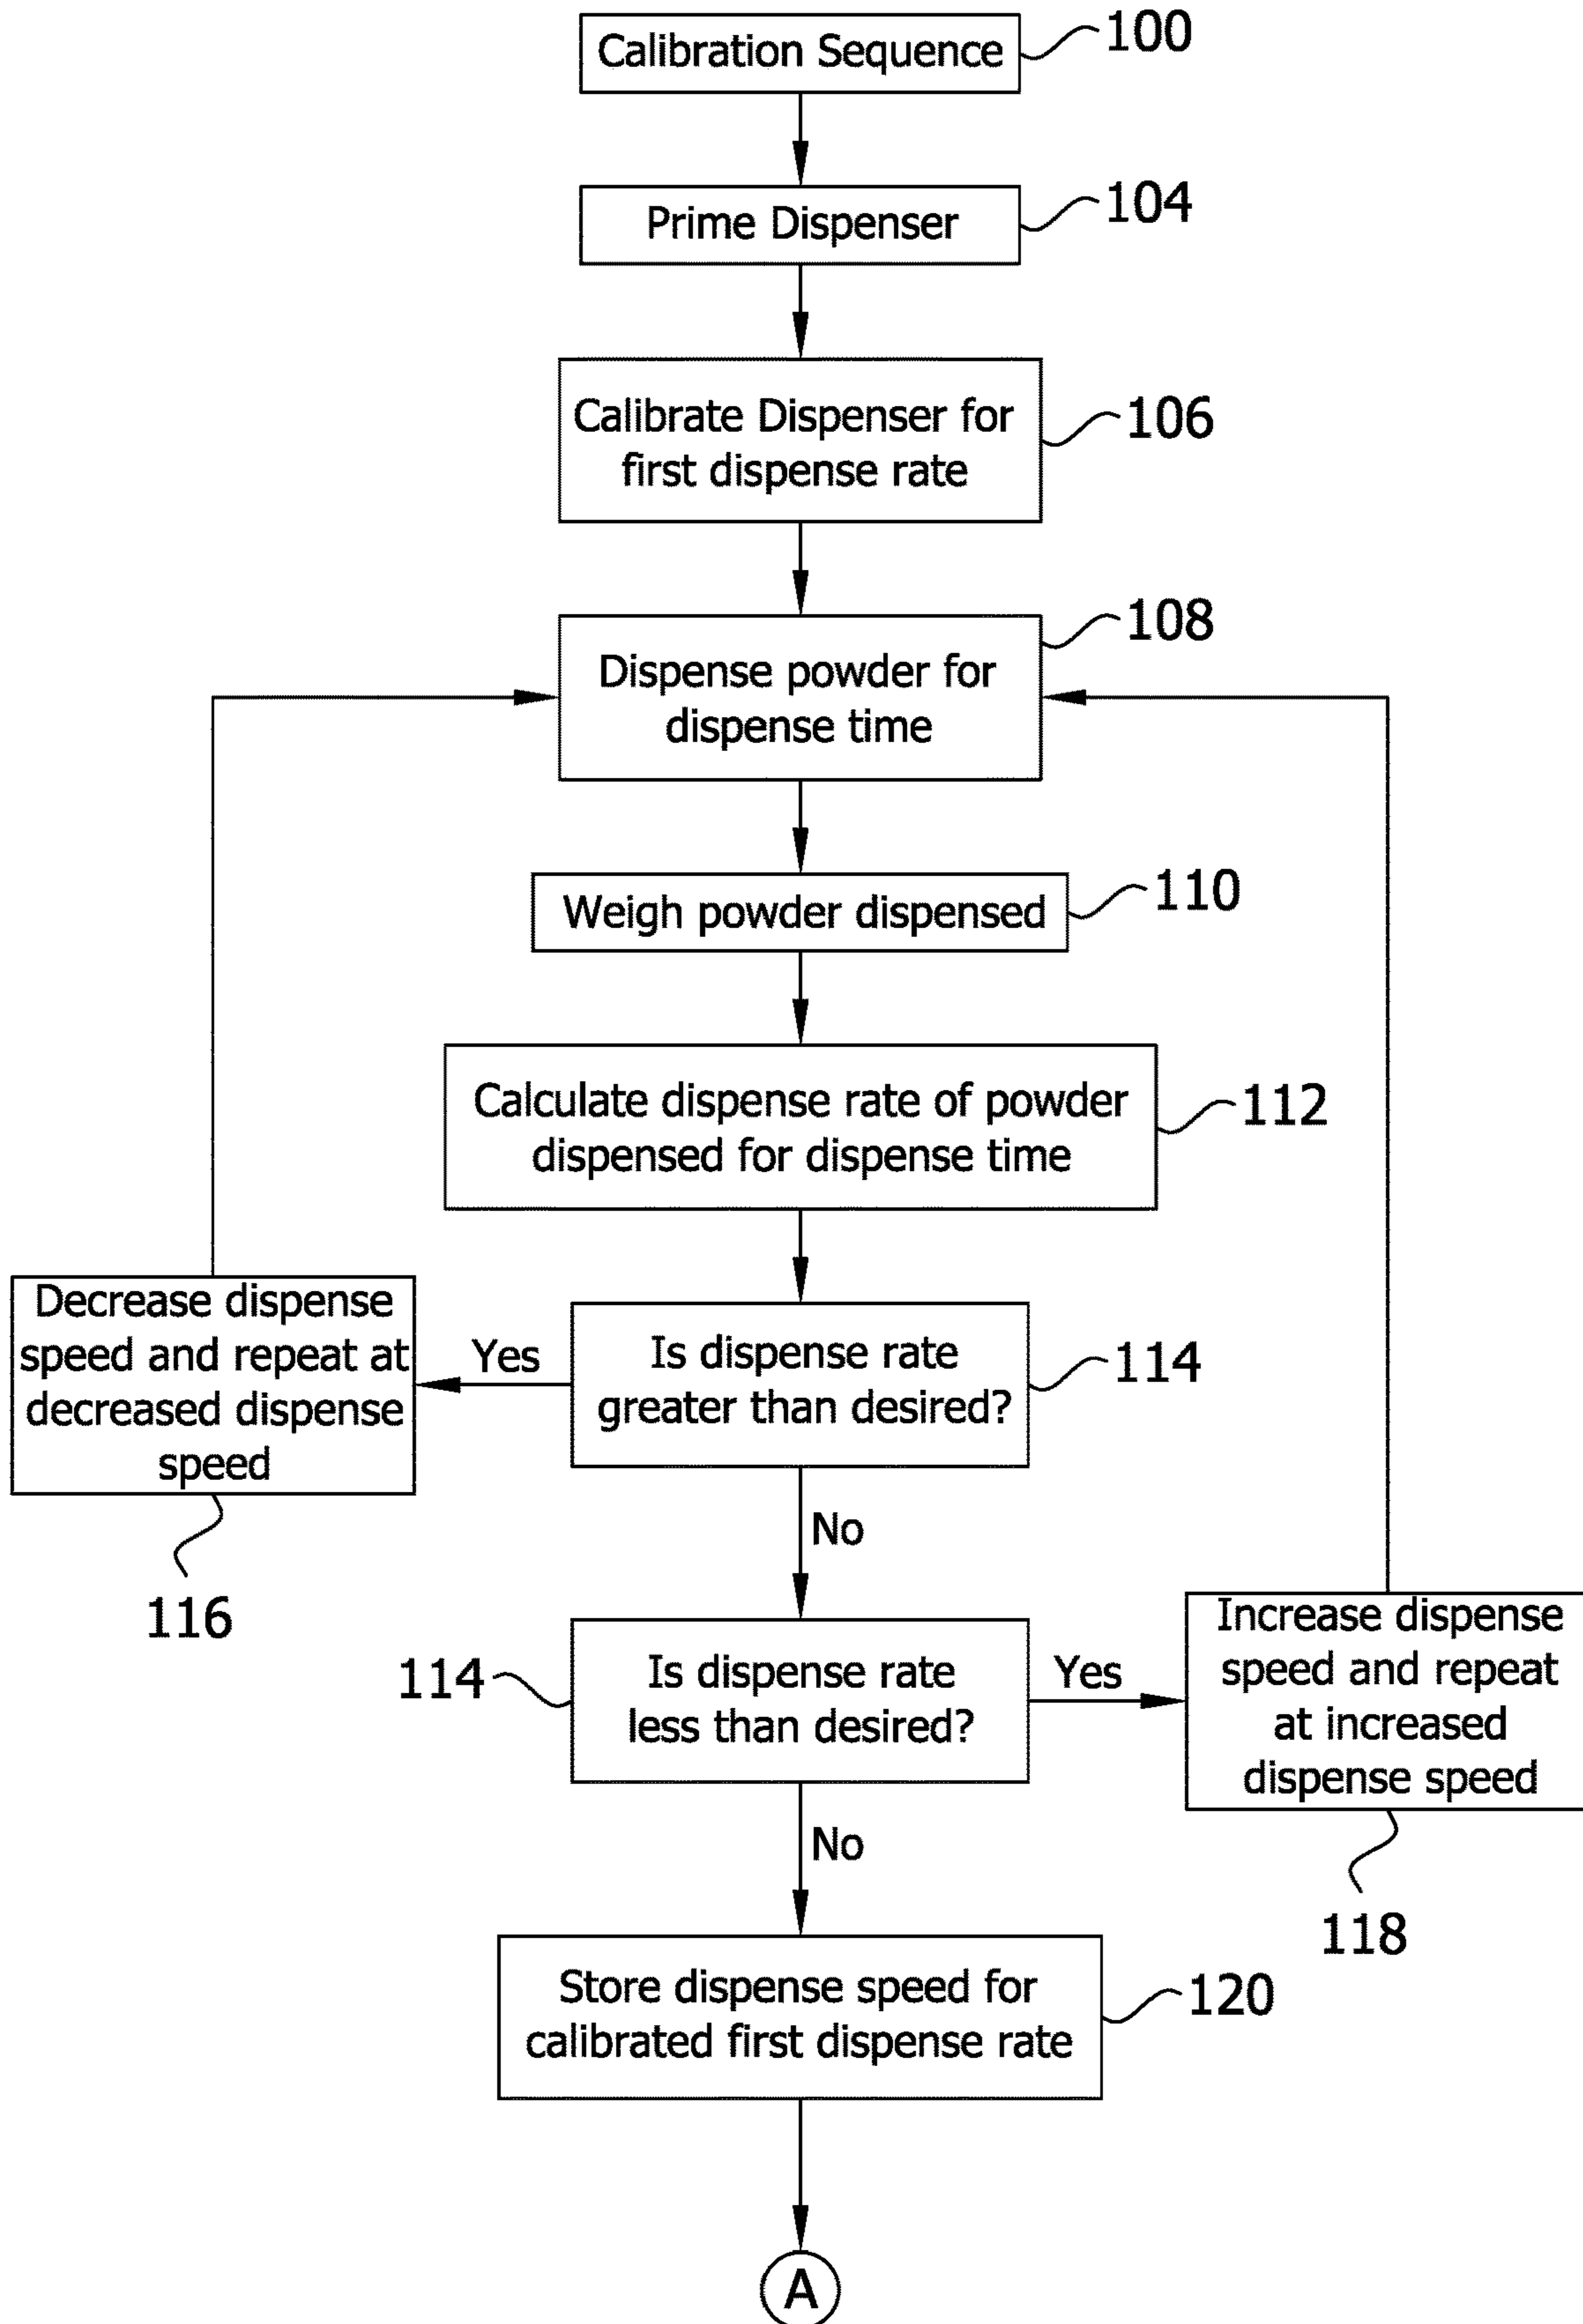 Calibration Sequence
100
Prime Dispenser
104
Calibrate Dispenser for
first dispense rate
106
Dispense powder for
dispense time
108
Weigh powder dispensed
110
Calculate dispense rate of powder
dispensed for dispense time
112
Is dispense rate
greater than desired?
114
Yes
Decrease dispense
speed and repeat at
decreased dispense
speed
116
No
Is dispense rate
less than desired?
114
Yes
Increase dispense
speed and repeat
at increased
dispense speed
118
No
Store dispense speed for
calibrated first dispense rate
120
A